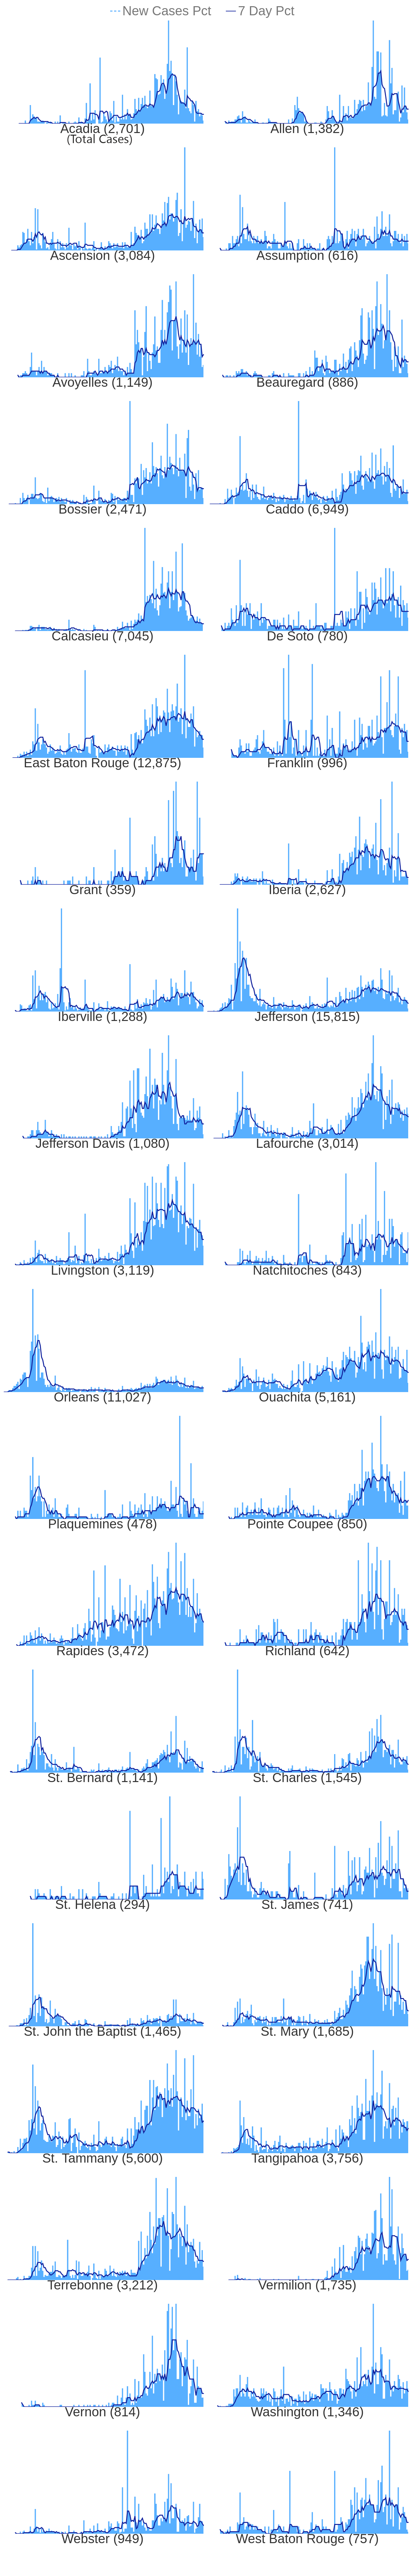 New Cases Pct 7 Day Pct
Acadia (2,701) Allen (1,382)
(Total Cases)
Ascension (3,084) Assumption (616)
Avoyelles (1,149) Beauregard (886)
Bossier (2,471) Caddo (6,949)
Calcasieu (7,045) De Soto (780)
East Baton Rouge (12,875) Franklin (996)
Grant (359) Iberia (2,627)
Iberville (1,288) Jefferson (15,815)
Jefferson Davis (1,080) Lafourche (3,014)
Livingston (3,119) Natchitoches (843)
Orleans (11,027) Ouachita (5,161)
Plaquemines (478) Pointe Coupee (850)
Rapides (3,472) Richland (642)
St. Bernard (1,141) St. Charles (1,545)
St. Helena (294) St. James (741)
St. John the Baptist (1,465) St. Mary (1,685)
St. Tammany (5,600) Tangipahoa (3,756)
Terrebonne (3,212) Vermilion (1,735)
Vernon (814) Washington (1,346)
Webster (949) West Baton Rouge (757)